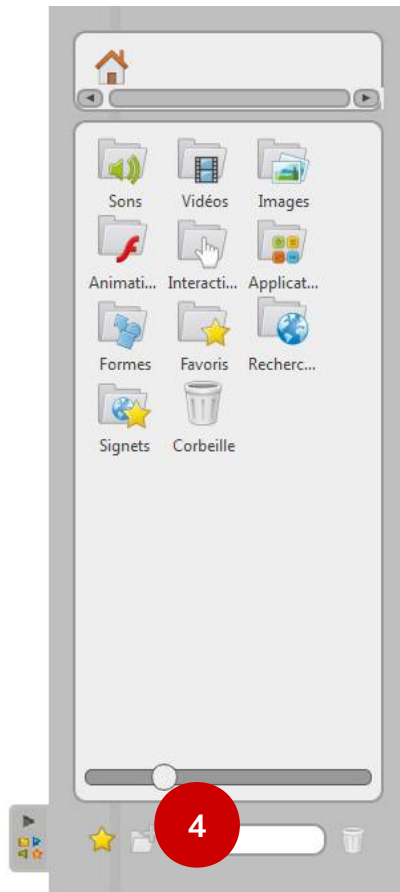 Sons Vidéos Images
Animati... Interacti... Applicat...
Formes Favoris Recherc...
Signets Corbeille
4